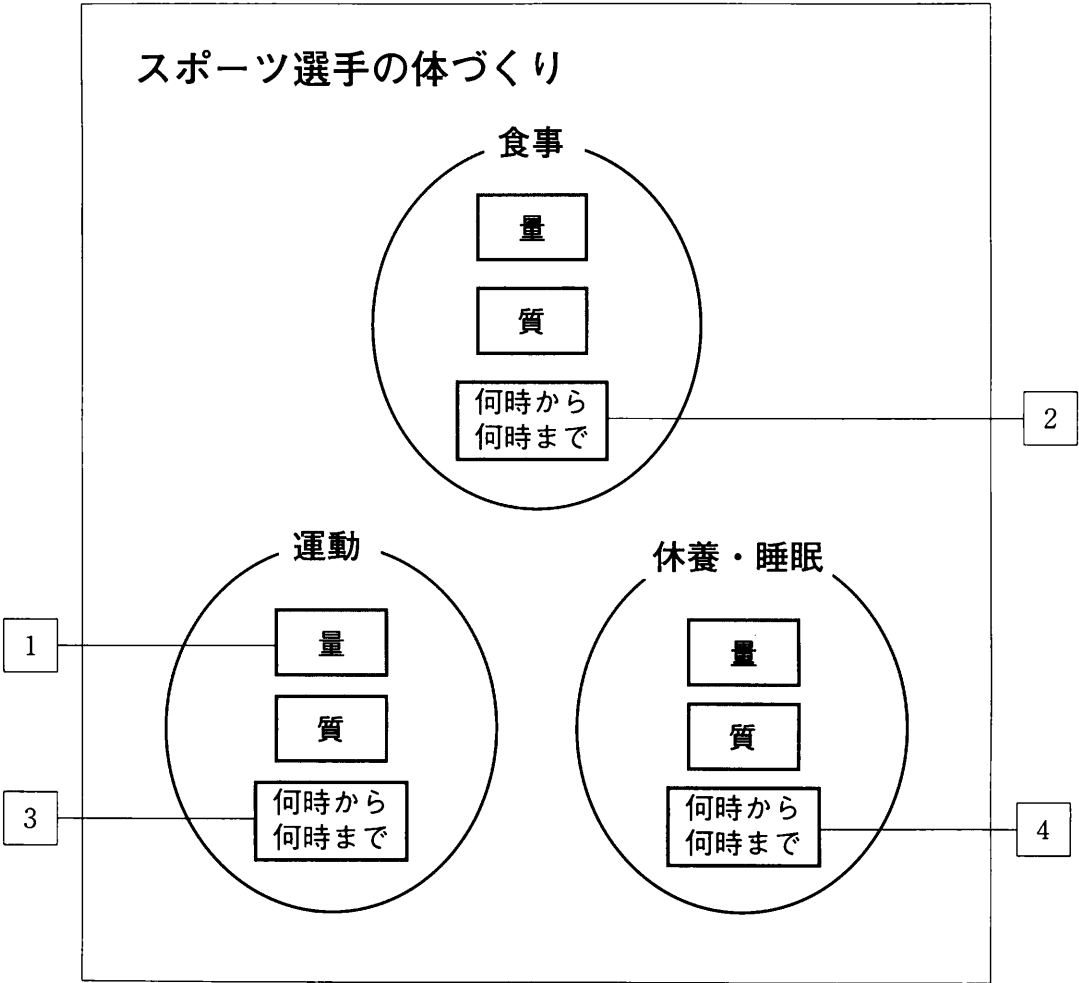 スポーツ選手の体づくり
食事
量
質
何時から
何時まで
2
運動
1
量
質
3
何時から
何時まで
休養・睡眠
量
質
何時から
何時まで
4